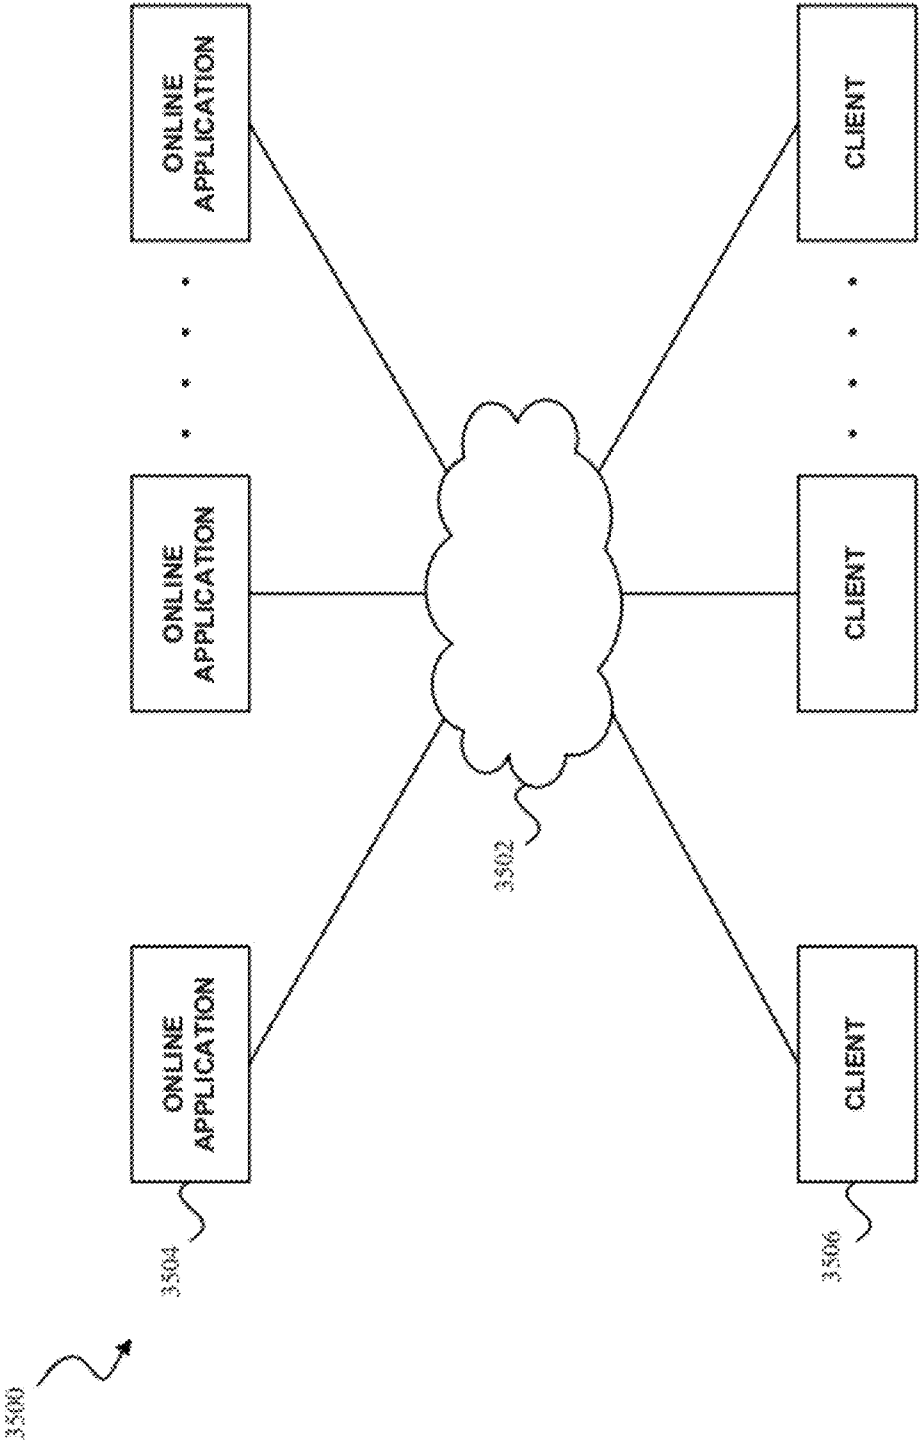 3500
3504
ONLINE
APPLICATION
ONLINE
APPLICATION
ONLINE
APPLICATION
3502
3506
CLIENT
CLIENT
CLIENT